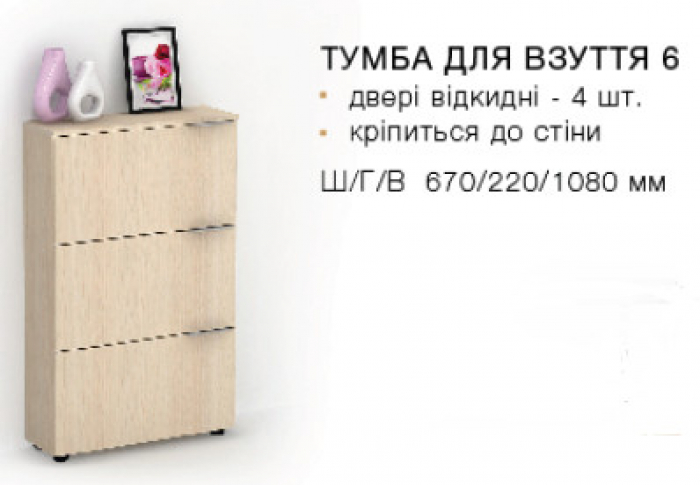 ТУМБА ДЛЯ ВЗУТТЯ 6
• двері відкидні - 4 шт.
• кріпиться до стіни
Ш/Г/В 670/220/1080 мм